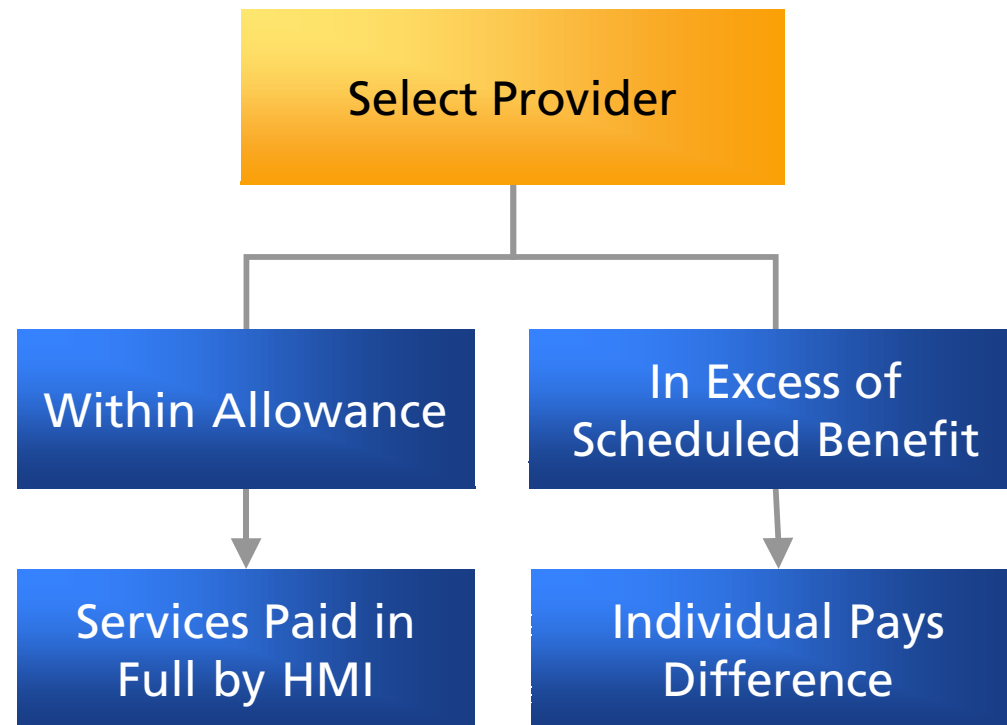 Select Provider
Within Allowance
In Excess of
Scheduled Benefit
Services Paid in
Full by HMI
Individual Pays
Difference